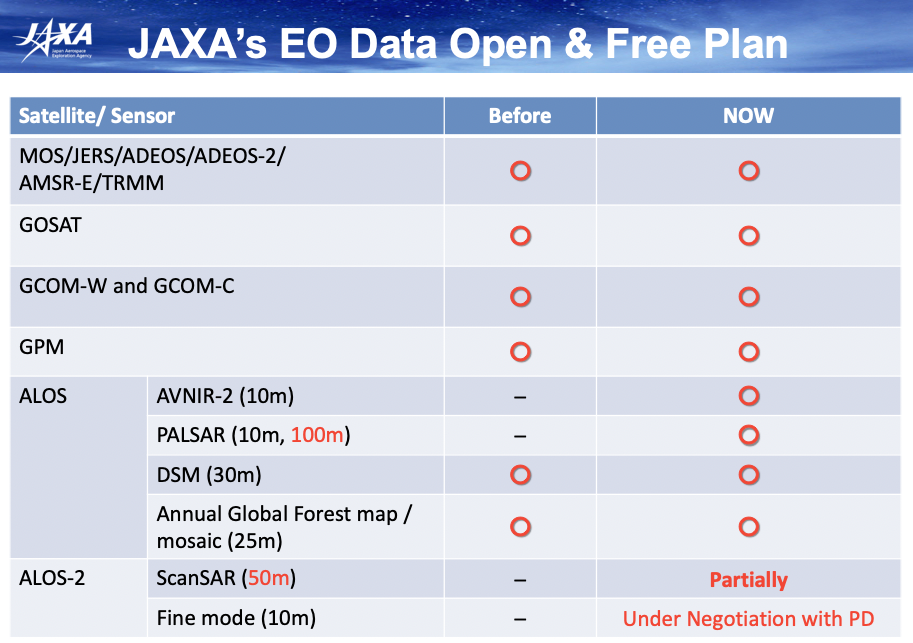 JAXA
Japan Aerospace
Exploration Agency
JAXA's EO Data Open & Free Plan
Satellite/ Sensor Before NOW
MOS/JERS/ADEOS/ADEOS-2/
AMSR-E/TRMM
GOSAT
GCOM-W and GCOM-C
GPM
ALOS AVNIR-2 (10m) –
PALSAR (10m, 100m) –
DSM (30m)
Annual Global Forest map /
mosaic (25m)
ALOS-2 ScanSAR (50m) – Partially
Fine mode (10m) – Under Negotiation with PD